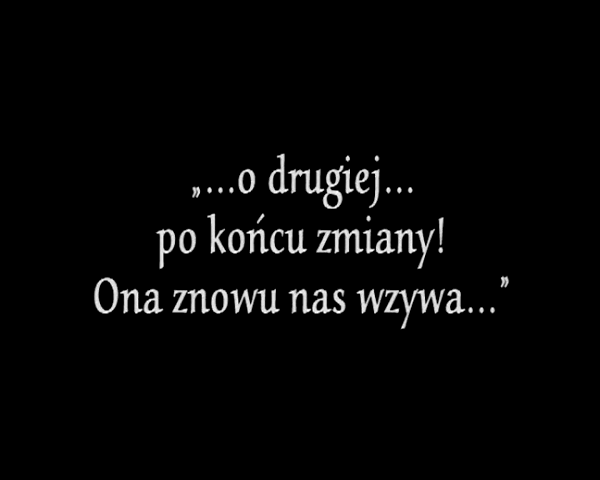 „...o drugiej...
po końcu zmiany!
Ona znowu nas wzywa...”